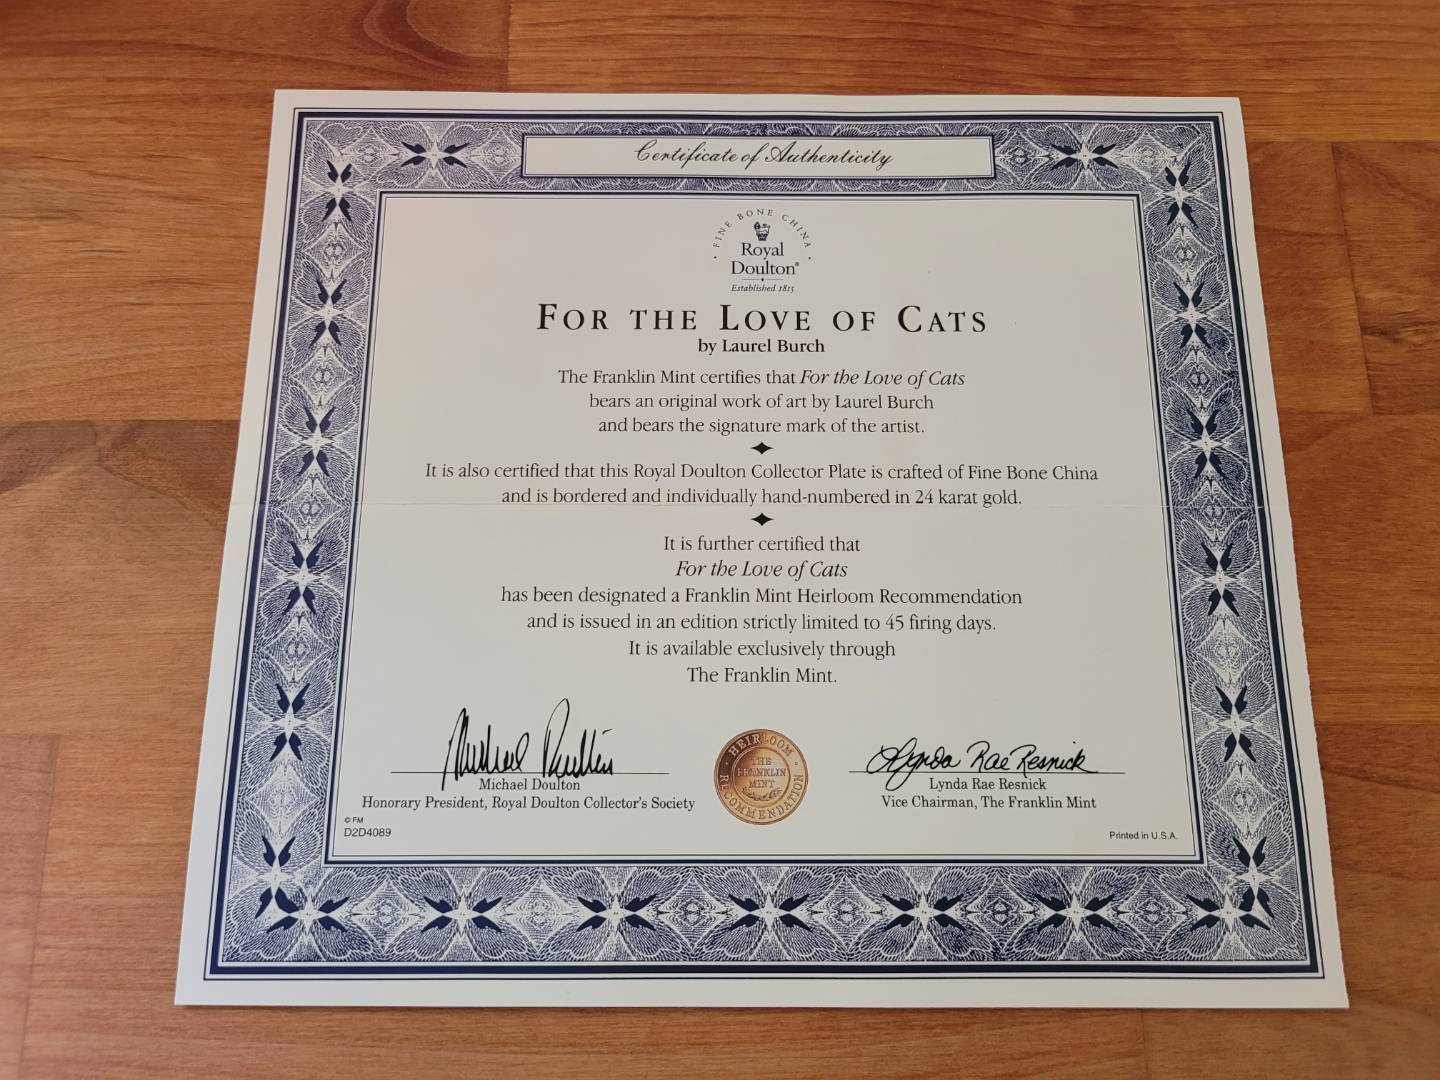 Certificate of Authenticity
FINE BONE CHINA
Royal
Doulton®
Established 1815
FOR THE LOVE OF CATS
by Laurel Burch
The Franklin Mint certifies that For the Love of Cats
bears an original work of art by Laurel Burch
and bears the signature mark of the artist.
It is also certified that this Royal Doulton Collector Plate is crafted of Fine Bone China
and is bordered and individually hand-numbered in 24 karat gold.
It is further certified that
For the Love of Cats
has been designated a Franklin Mint Heirloom Recommendation
and is issued in an edition strictly limited to 45 firing days.
It is available exclusively through
The Franklin Mint.
Michael Doulton
Michael Doulton
Honorary President, Royal Doulton Collector's Society
© FM
D2D4089
HEIRLOOM
THE
FRANKLIN
MINT
RECOMMENDATION
Lynda Rae Resnick
Lynda Rae Resnick
Vice Chairman, The Franklin Mint
Printed in U.S.A.